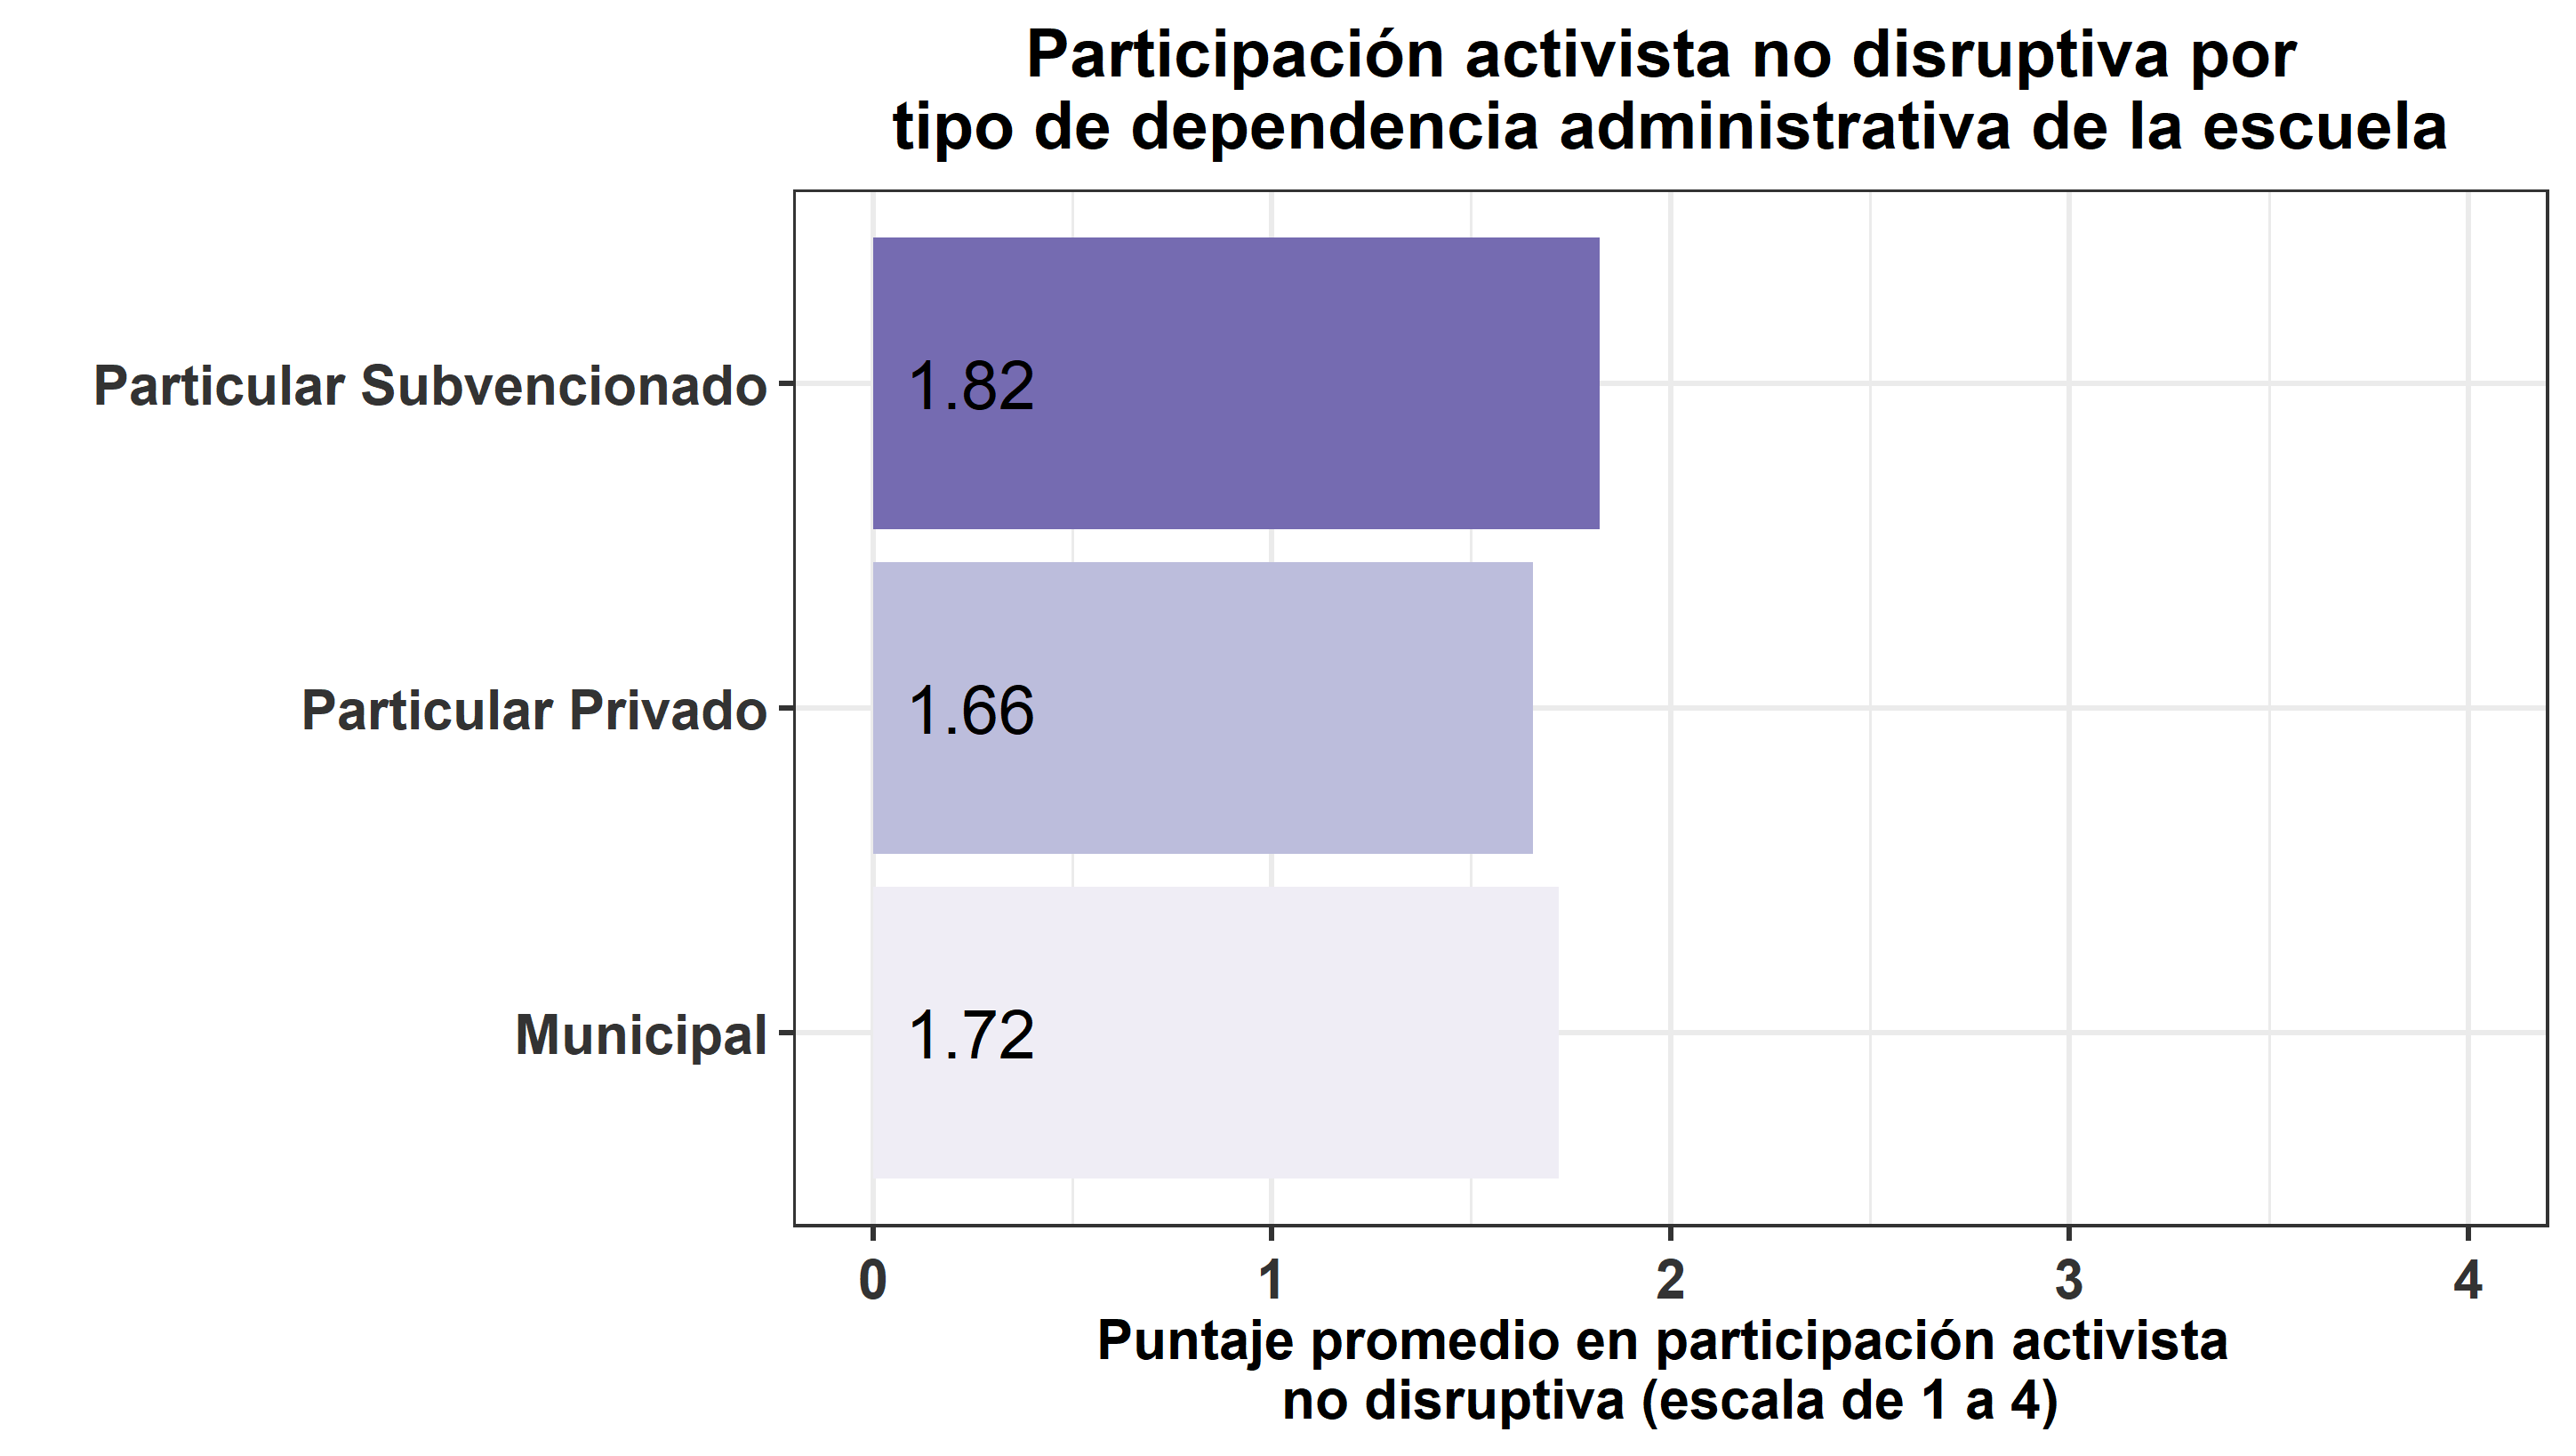 Participación activista no disruptiva por
tipo de dependencia administrativa de la escuela
Particular Subvencionado
1.82
Particular Privado
1.66
Municipal
1.72
0 1 2 3 4
Puntaje promedio en participación activista
no disruptiva (escala de 1 a 4)